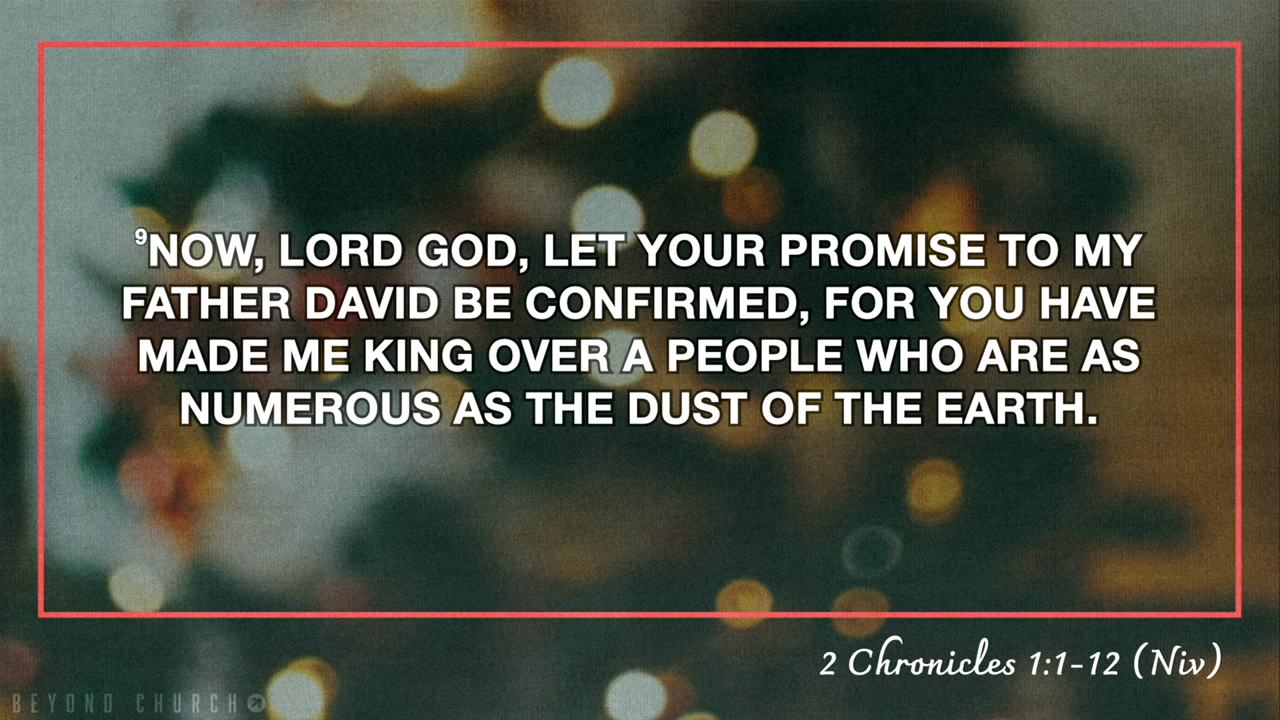 ⁹NOW, LORD GOD, LET YOUR PROMISE TO MY
FATHER DAVID BE CONFIRMED, FOR YOU HAVE
MADE ME KING OVER A PEOPLE WHO ARE AS
NUMEROUS AS THE DUST OF THE EARTH.
2 Chronicles 1:1-12 (Niv)
BEYOND CHURCH